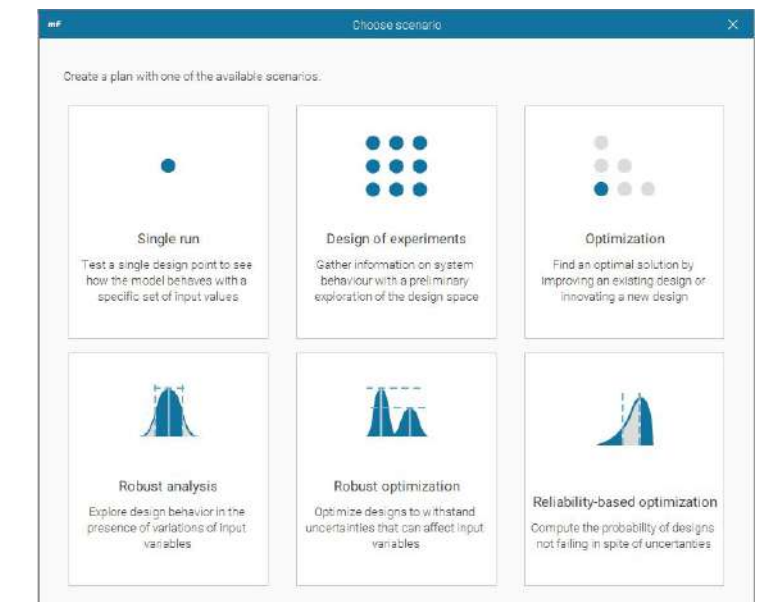 mF
Choose scenario
Create a plan with one of the available scenarios.
Single run
Test a single design point to see
how the model behaves with a
specific set of input values
Design of experiments
Gather information on system
behaviour with a preliminary
exploration of the design space
Optimization
Find an optimal solution by
improving an existing design or
innovating a new design
Robust analysis
Explore design behavior in the
presence of variations of input
variables
Robust optimization
Optimize designs to withstand
uncertainties that can affect input
variables
Reliability-based optimization
Compute the probability of designs
not failing in spite of uncertanties